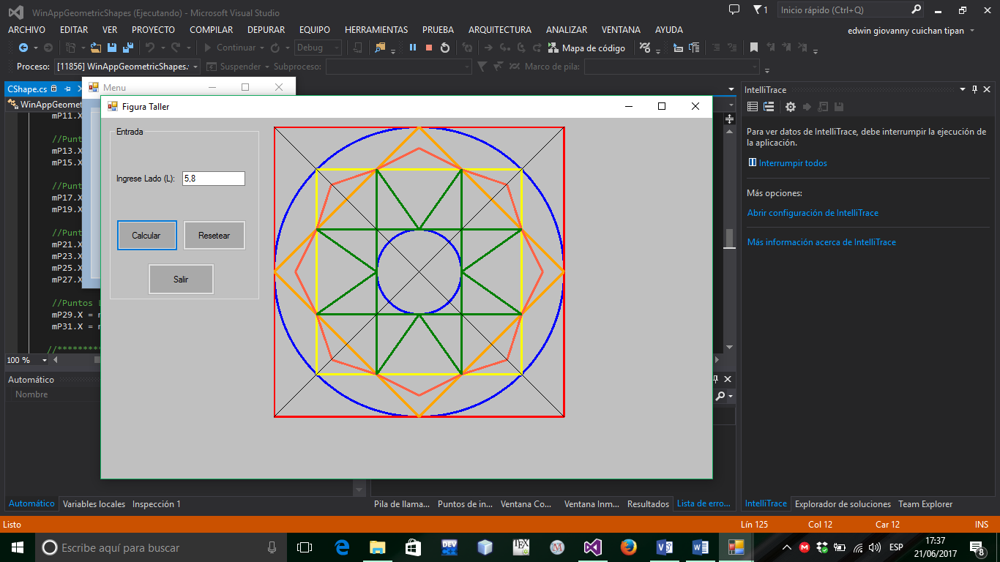 WinAppGeometricShapes (Ejecutando) - Microsoft Visual Studio
1
Inicio rápido (Ctrl+Q)
ARCHIVO EDITAR VER PROYECTO COMPILAR DEPURAR EQUIPO HERRAMIENTAS PRUEBA ARQUITECTURA ANALIZAR VENTANA AYUDA
edwin giovanny cuichan tipan
Continuar
Debug
Mapa de código
Proceso: [11856] WinAppGeometricShapes.
Suspender
Subproceso:
Marco de pila:
CShape.cs
Menu
WinAppGeomet
Figura Taller
mP11.X
//Punt
mP13.X
mP15.X
//Punt
mP17.X
mP19.X
//Punt
mP21.X
mP23.X
mP25.X
mP27.X
//Puntos
mP29.X =
mP31.X =
//*********
100 %
Entrada
Ingrese Lado (L): 5,8
Calcular
Resetear
Salir
IntelliTrace
Para ver datos de IntelliTrace, debe interrumpir la ejecución de
la aplicación.
Interrumpir todos
Más opciones:
Abrir configuración de IntelliTrace
Más información acerca de IntelliTrace
Automático
Nombre
Automático Variables locales Inspección 1
Pila de llama... Puntos de in... Ventana Co... Ventana Inm... Resultados Lista de erro...
IntelliTrace Explorador de soluciones Team Explorer
Listo
Lín 125 Col 12 Car 12 INS
Escribe aquí para buscar
DEV
TEX
ESP
17:37
21/06/2017
8